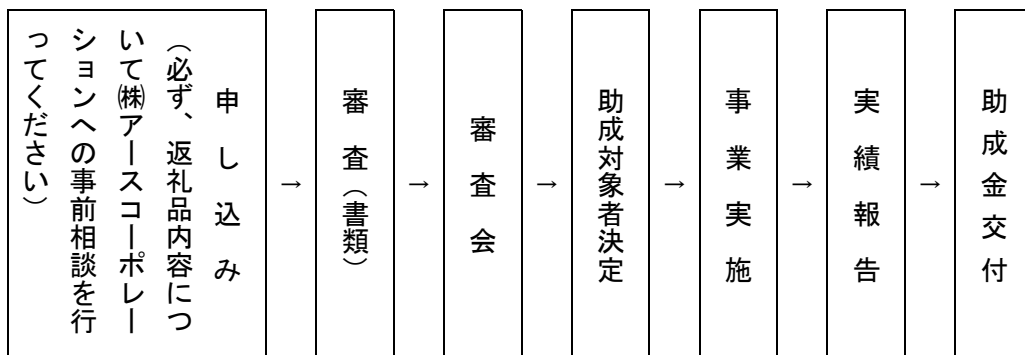 申し込み
（必ず、返礼品内容につ
いて㈱アースコーポレー
ションへの事前相談を行
ってください）
→
審査（書類）
→
審査会
→
助成対象者決定
→
事業実施
→
実績報告
→
助成金交付